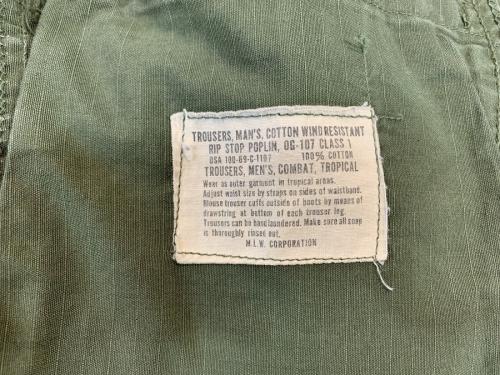 TROUSERS, MAN'S, COTTON WIND RESISTANT
RIP STOP POPLIN, OG-107 CLASS 1
DSA 100-69-C-1197 100% COTTON
TROUSERS, MEN'S, COMBAT, TROPICAL
Wear as outer garment in tropical areas.
Adjust waist size by straps on sides of waistband.
Blouse trouser cuffs outside of boots by means of
drawstring at bottom of each trouser leg.
Trousers can be handlaundered. Make sure all soap
is thoroughly rinsed out.
M.L.W. CORPORATION